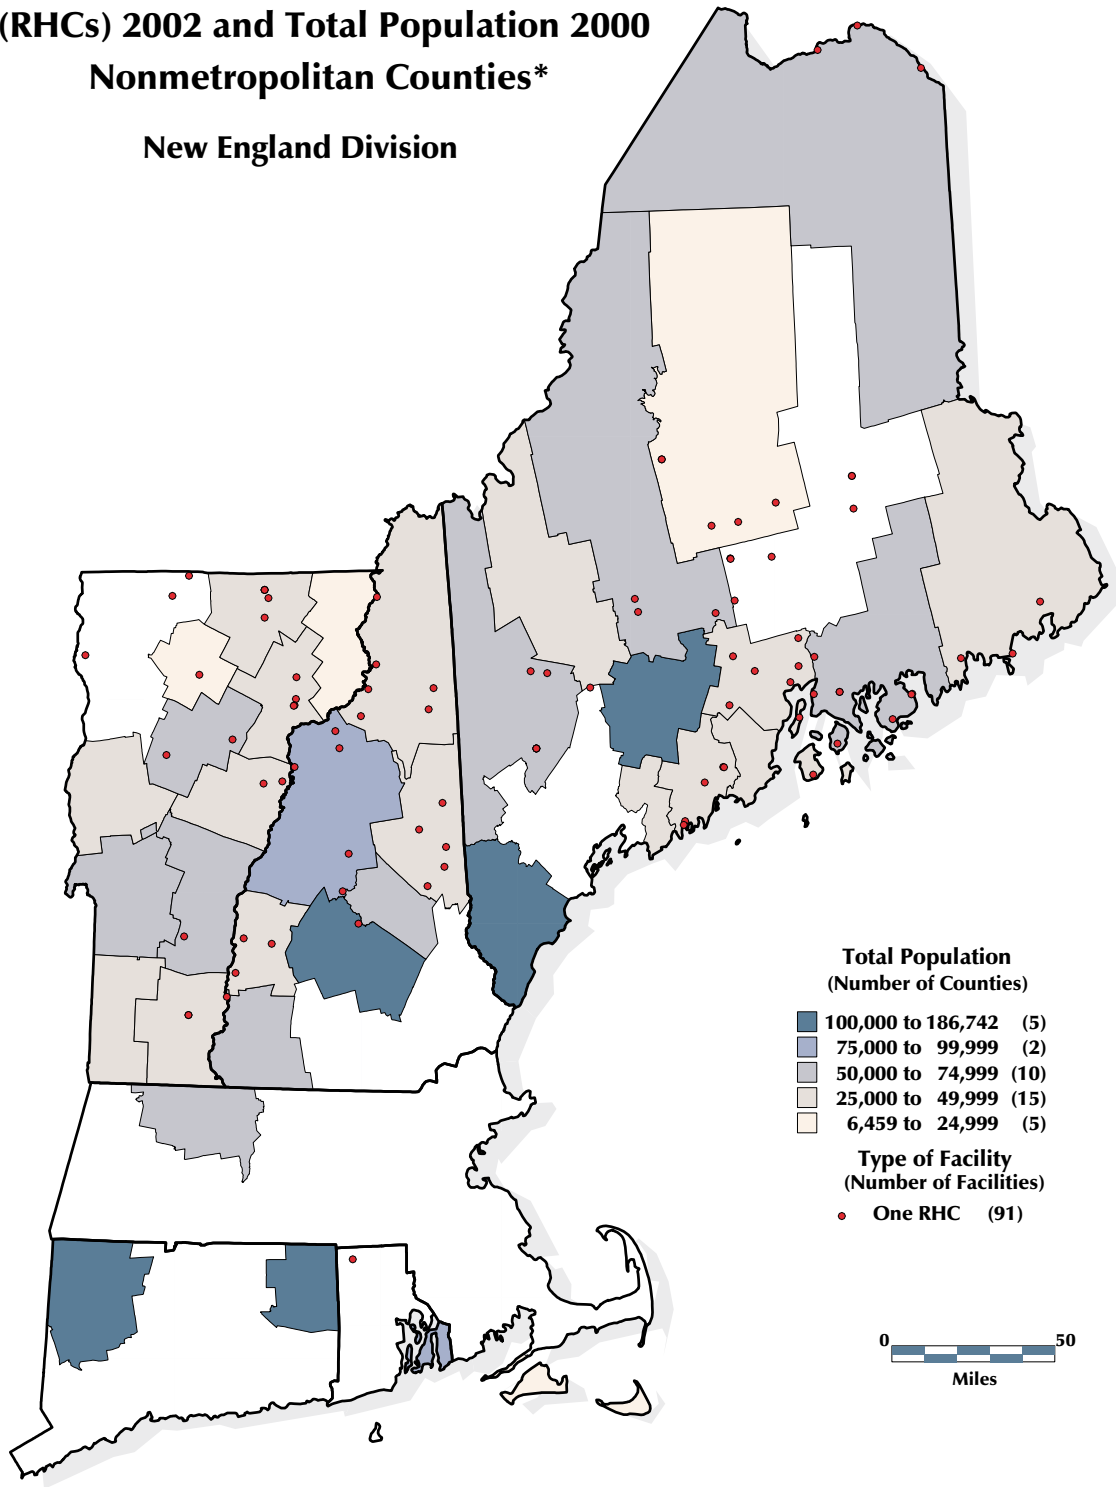 (RHCs) 2002 and Total Population 2000
Nonmetropolitan Counties*
New England Division
Total Population
(Number of Counties)
100,000 to 186,742 (5)
75,000 to 99,999 (2)
50,000 to 74,999 (10)
25,000 to 49,999 (15)
6,459 to 24,999 (5)
Type of Facility
(Number of Facilities)
One RHC (91)
0 50
Miles